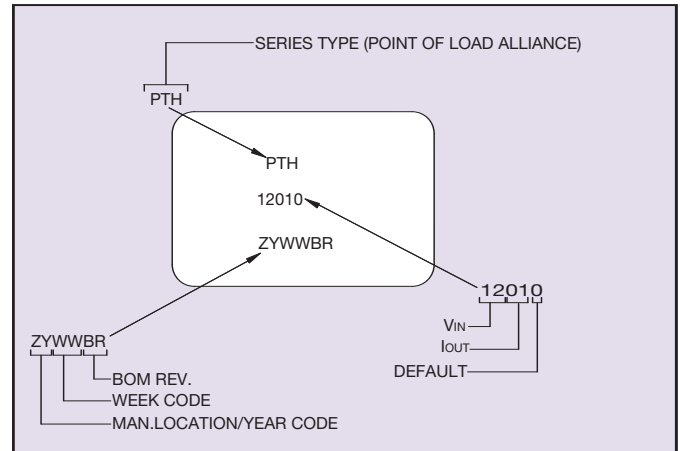 SERIES TYPE (POINT OF LOAD ALLIANCE)
PTH
PTH
12010
ZYWWBR
12010
VIN
IOUT
DEFAULT
ZYWWBR
BOM REV.
WEEK CODE
MAN.LOCATION/YEAR CODE